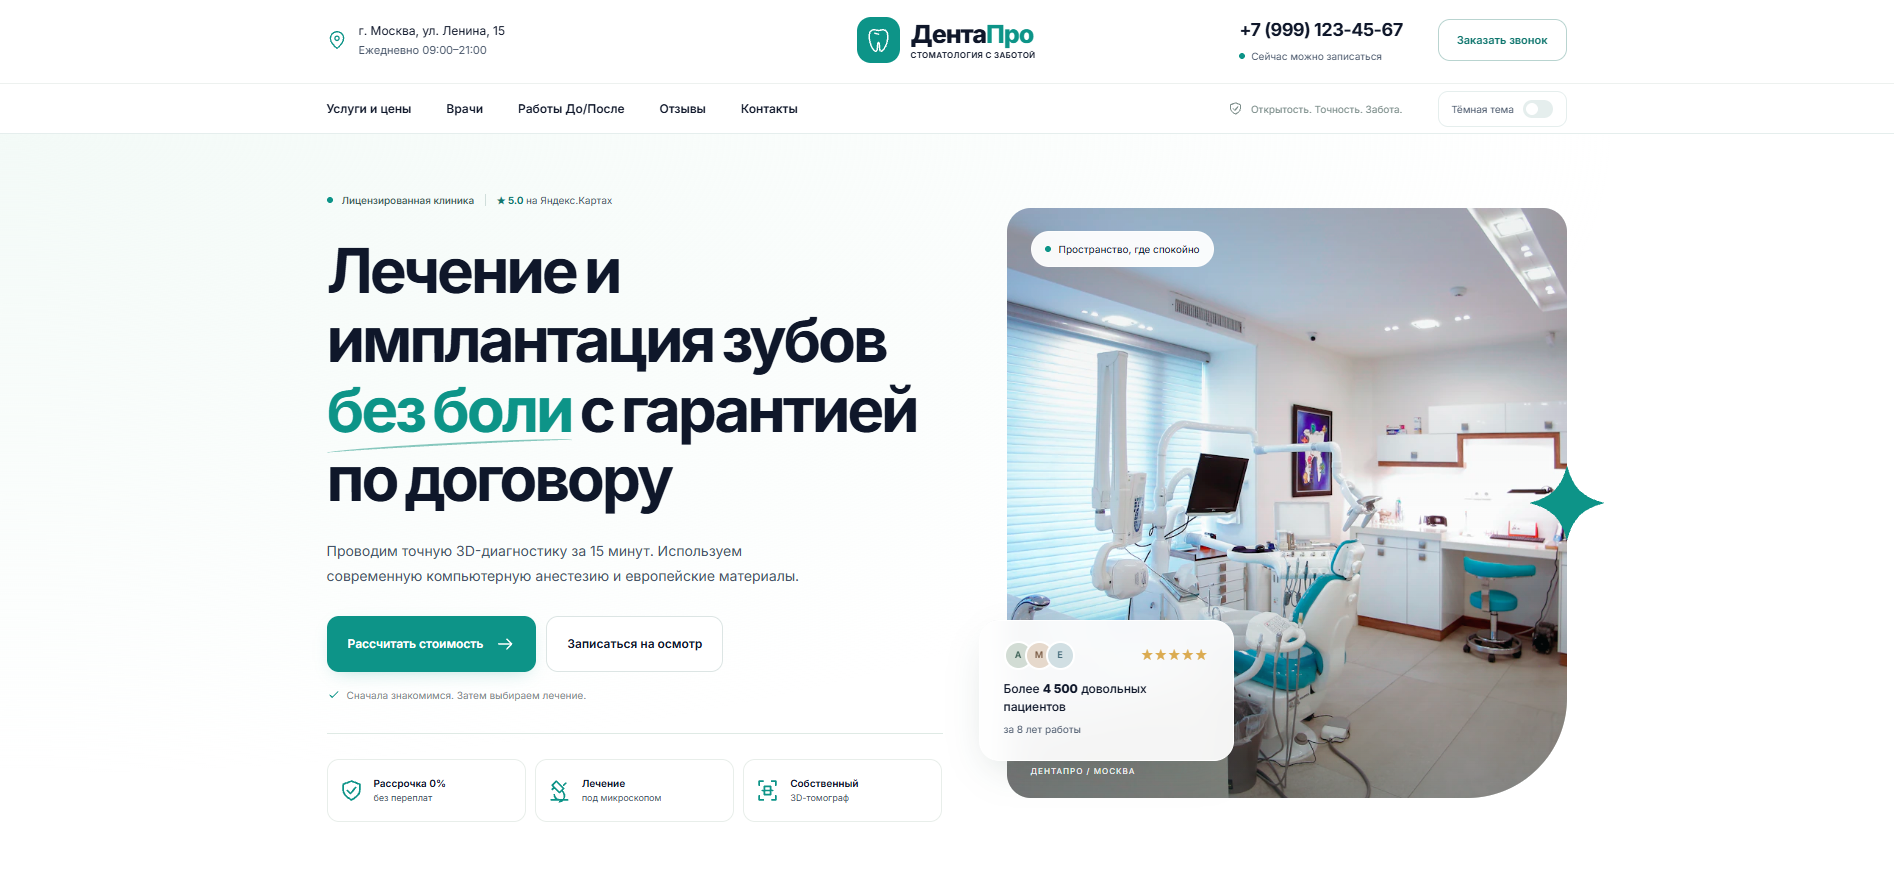 г. Москва, ул. Ленина, 15
Ежедневно 09:00–21:00
ДентаПро
СТОМАТОЛОГИЯ С ЗАБОТОЙ
+7 (999) 123-45-67
Сейчас можно записаться
Заказать звонок
Услуги и цены
Врачи
Работы До/После
Отзывы
Контакты
Открытость. Точность. Забота.
Тёмная тема
Лицензированная клиника
★ 5.0 на Яндекс.Картах
Лечение и
имплантация зубов
без боли с гарантией
по договору
Проводим точную 3D-диагностику за 15 минут. Используем
современную компьютерную анестезию и европейские материалы.
Рассчитать стоимость →
Записаться на осмотр
Сначала знакомимся. Затем выбираем лечение.
Рассрочка 0%
без переплат
Лечение
под микроскопом
Собственный
3D-томограф
Пространство, где спокойно
А М Е
★★★★★
Более 4 500 довольных
пациентов
за 8 лет работы
ДЕНТАПРО / МОСКВА